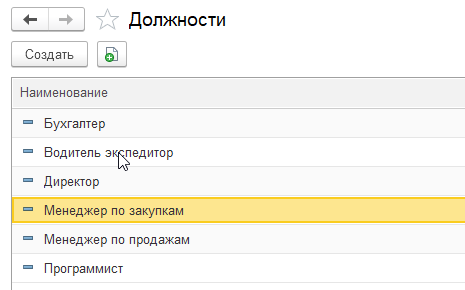 Должности
Создать
Наименование
Бухгалтер
Водитель экспедитор
Директор
Менеджер по закупкам
Менеджер по продажам
Программист